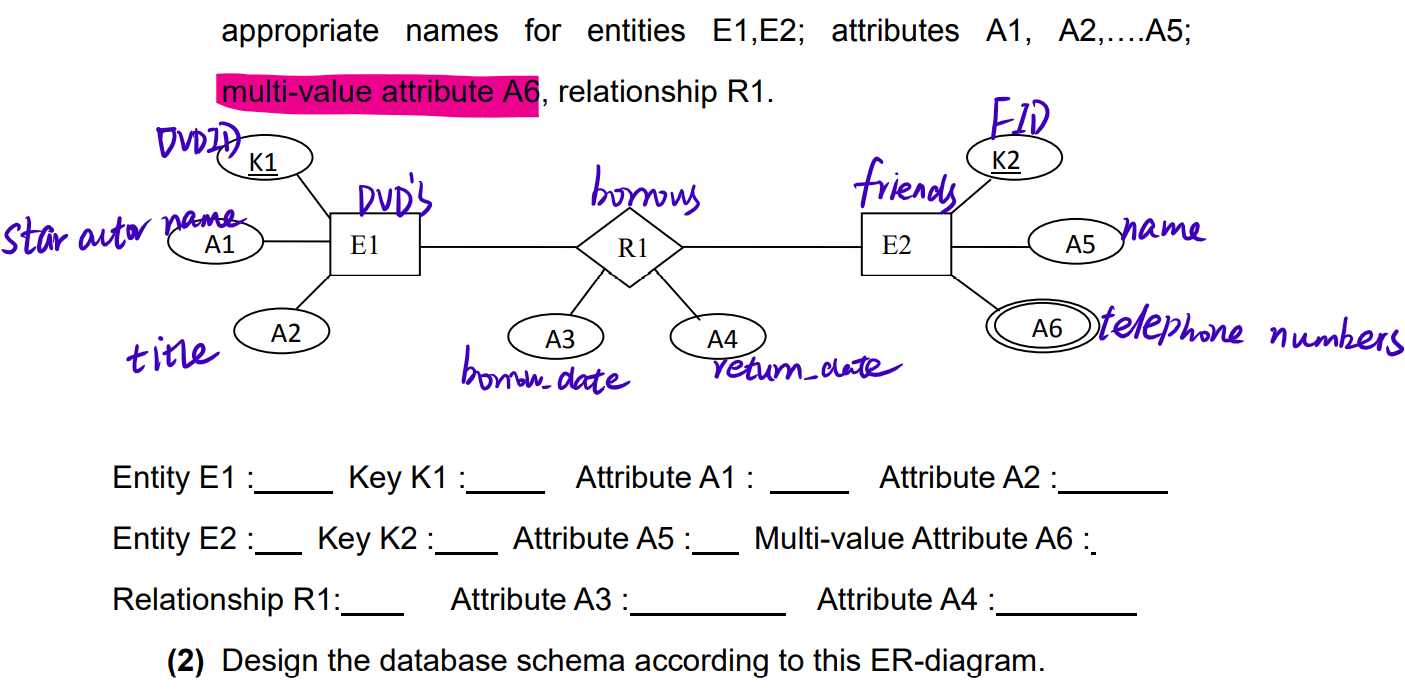 appropriate names for entities E1,E2; attributes A1, A2,....A5;
multi-value attribute A6, relationship R1.
DVDID
K1
FID
K2
DVD's
borrows
friends
star autor name
A1
E1
R1
E2
A5
name
A2
title
A3
borrow_date
A4
return_date
A6
telephone numbers
Entity E1 :_____ Key K1 :_____ Attribute A1 : _____ Attribute A2 :_______
Entity E2 :___ Key K2 :____ Attribute A5 :___ Multi-value Attribute A6 :_
Relationship R1:____ Attribute A3 :__________ Attribute A4 :_________
(2) Design the database schema according to this ER-diagram.